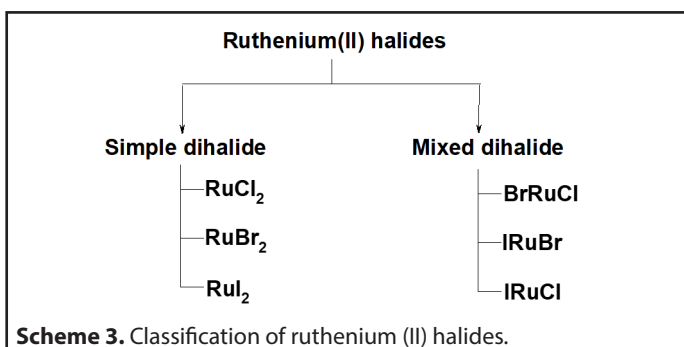 Ruthenium(II) halides
Simple dihalide
RuCl2
RuBr2
RuI2
Mixed dihalide
BrRuCl
IRuBr
IRuCl
Scheme 3. Classification of ruthenium (II) halides.